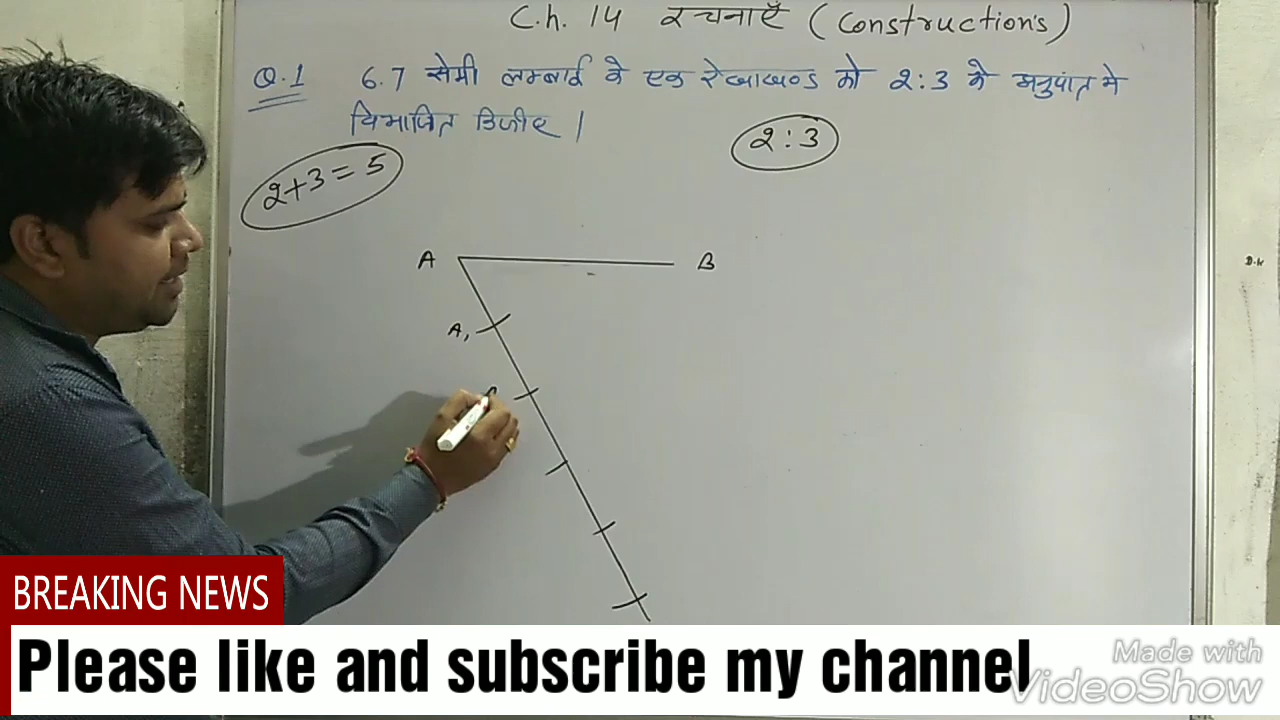 Ch. 14 रचनाएँ (Construction's)
Q.1 6.7 सेमी लम्बाई के एक रेखाखण्ड को 2:3 के अनुपात मे
विभाजित किजीए |
2:3
2+3=5
A B
A₁
BREAKING NEWS
Please like and subscribe my channel
Made with
VideoShow